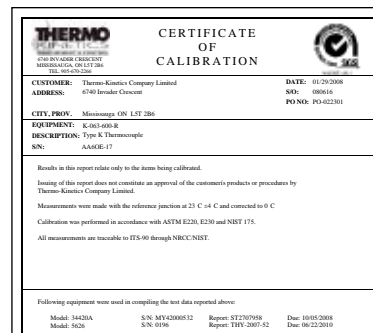 THERMO
KINETICS
6740 INVADER CRESCENT
MISSISSAUGA, ON L5T 2B6
TEL. 905-670-2266
CERTIFICATE
OF
CALIBRATION
SGS
CUSTOMER: Thermo-Kinetics Company Limited
ADDRESS: 6740 Invader Crescent
CITY, PROV. Mississauga ON L5T 2B6
DATE: 01/29/2008
S/O: 080616
PO NO: PO-022301
EQUIPMENT: K-063-600-R
DESCRIPTION: Type K Thermocouple
S/N: AA6OE-17
Results in this report relate only to the items being calibrated.
Issuing of this report does not constitute an approval of the customer's products or procedures by
Thermo-Kinetics Company Limited.
Measurements were made with the reference junction at 23 C ±4 C and corrected to 0 C
Calibration was performed in accordance with ASTM E220, E230 and NIST 175.
All measurements are traceable to ITS-90 through NRCC/NIST.
Following equipment were used in compiling the test data reported above:
Model: 34420A S/N: MY42000532 Report: ST2707958 Due: 10/05/2008
Model: 5626 S/N: 0196 Report: THY-2007-52 Due: 06/22/2010